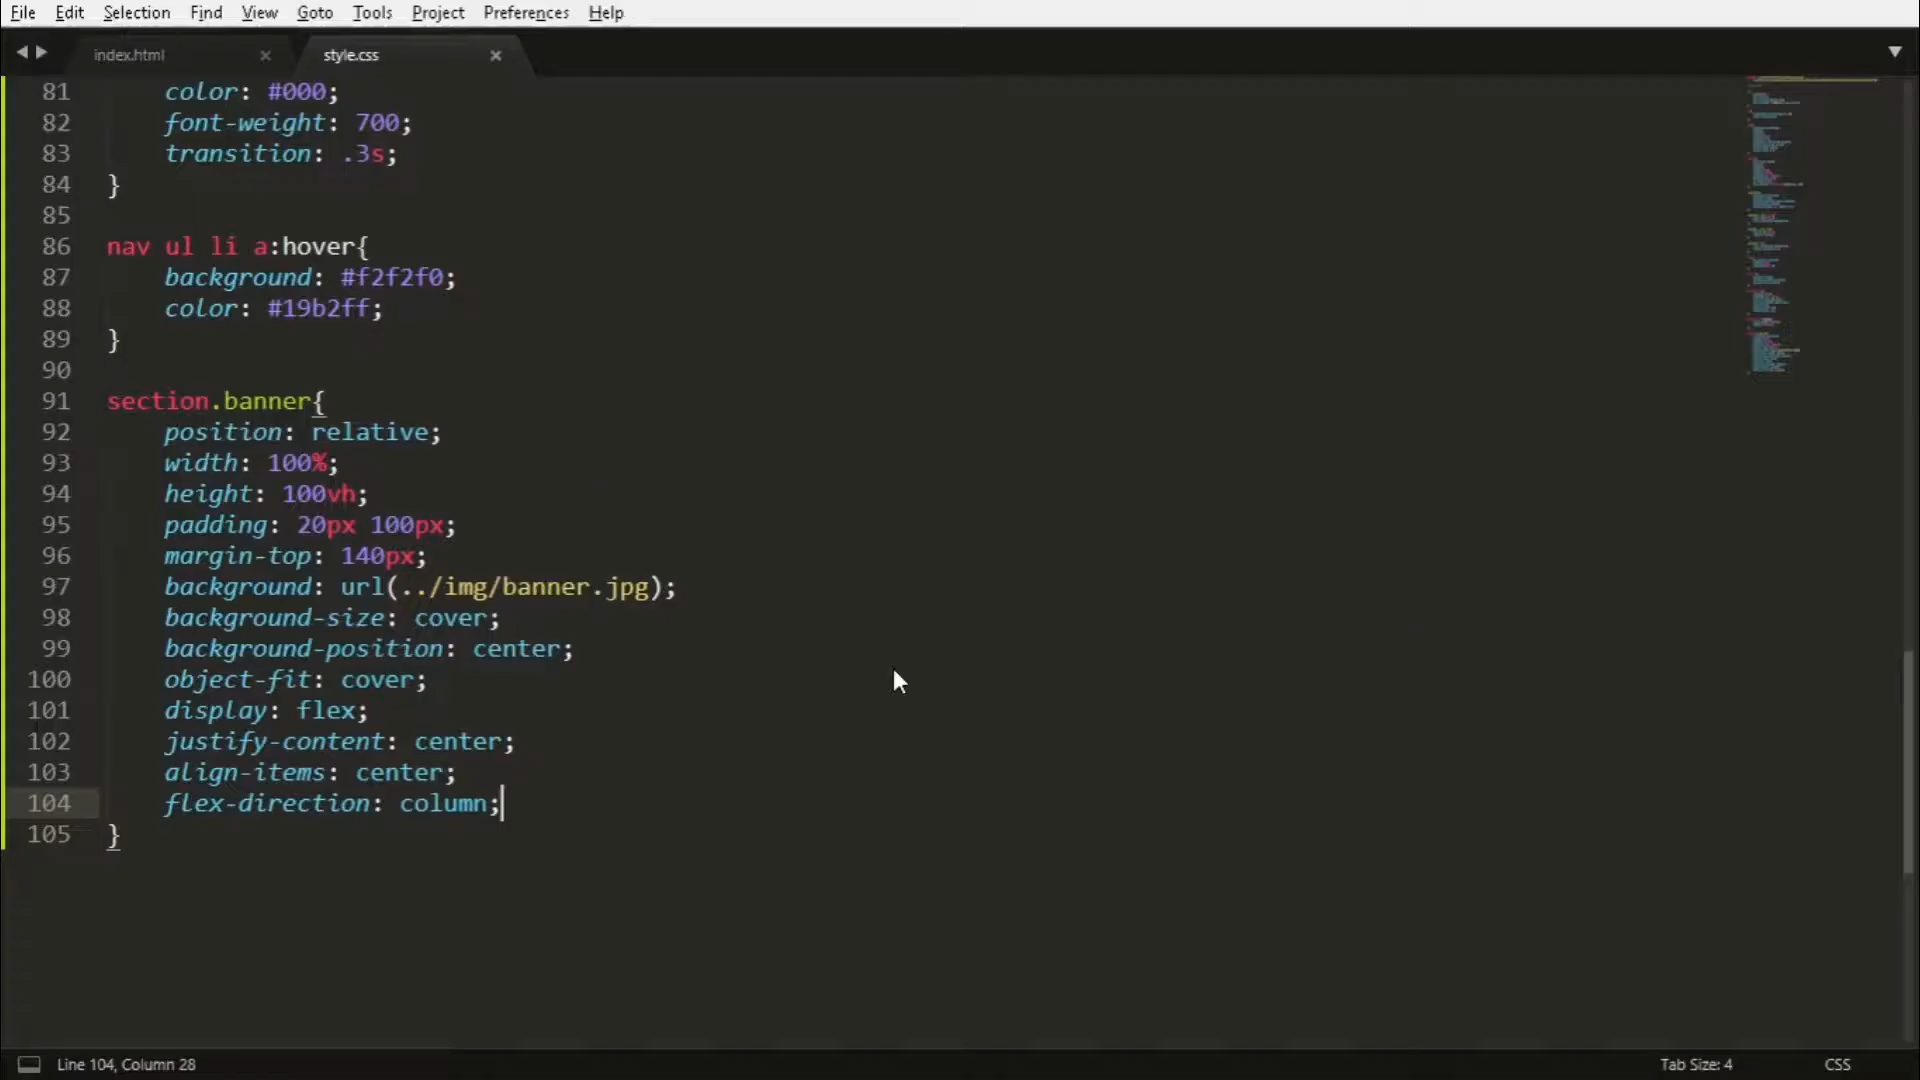 File Edit Selection Find View Goto Tools Project Preferences Help
index.html style.css
81 color: #000;
82 font-weight: 700;
83 transition: .3s;
84 }
85
86 nav ul li a:hover{
87 background: #f2f2f0;
88 color: #19b2ff;
89 }
90
91 section.banner{
92 position: relative;
93 width: 100%;
94 height: 100vh;
95 padding: 20px 100px;
96 margin-top: 140px;
97 background: url(../img/banner.jpg);
98 background-size: cover;
99 background-position: center;
100 object-fit: cover;
101 display: flex;
102 justify-content: center;
103 align-items: center;
104 flex-direction: column;
105 }
Line 104, Column 28 Tab Size: 4 CSS